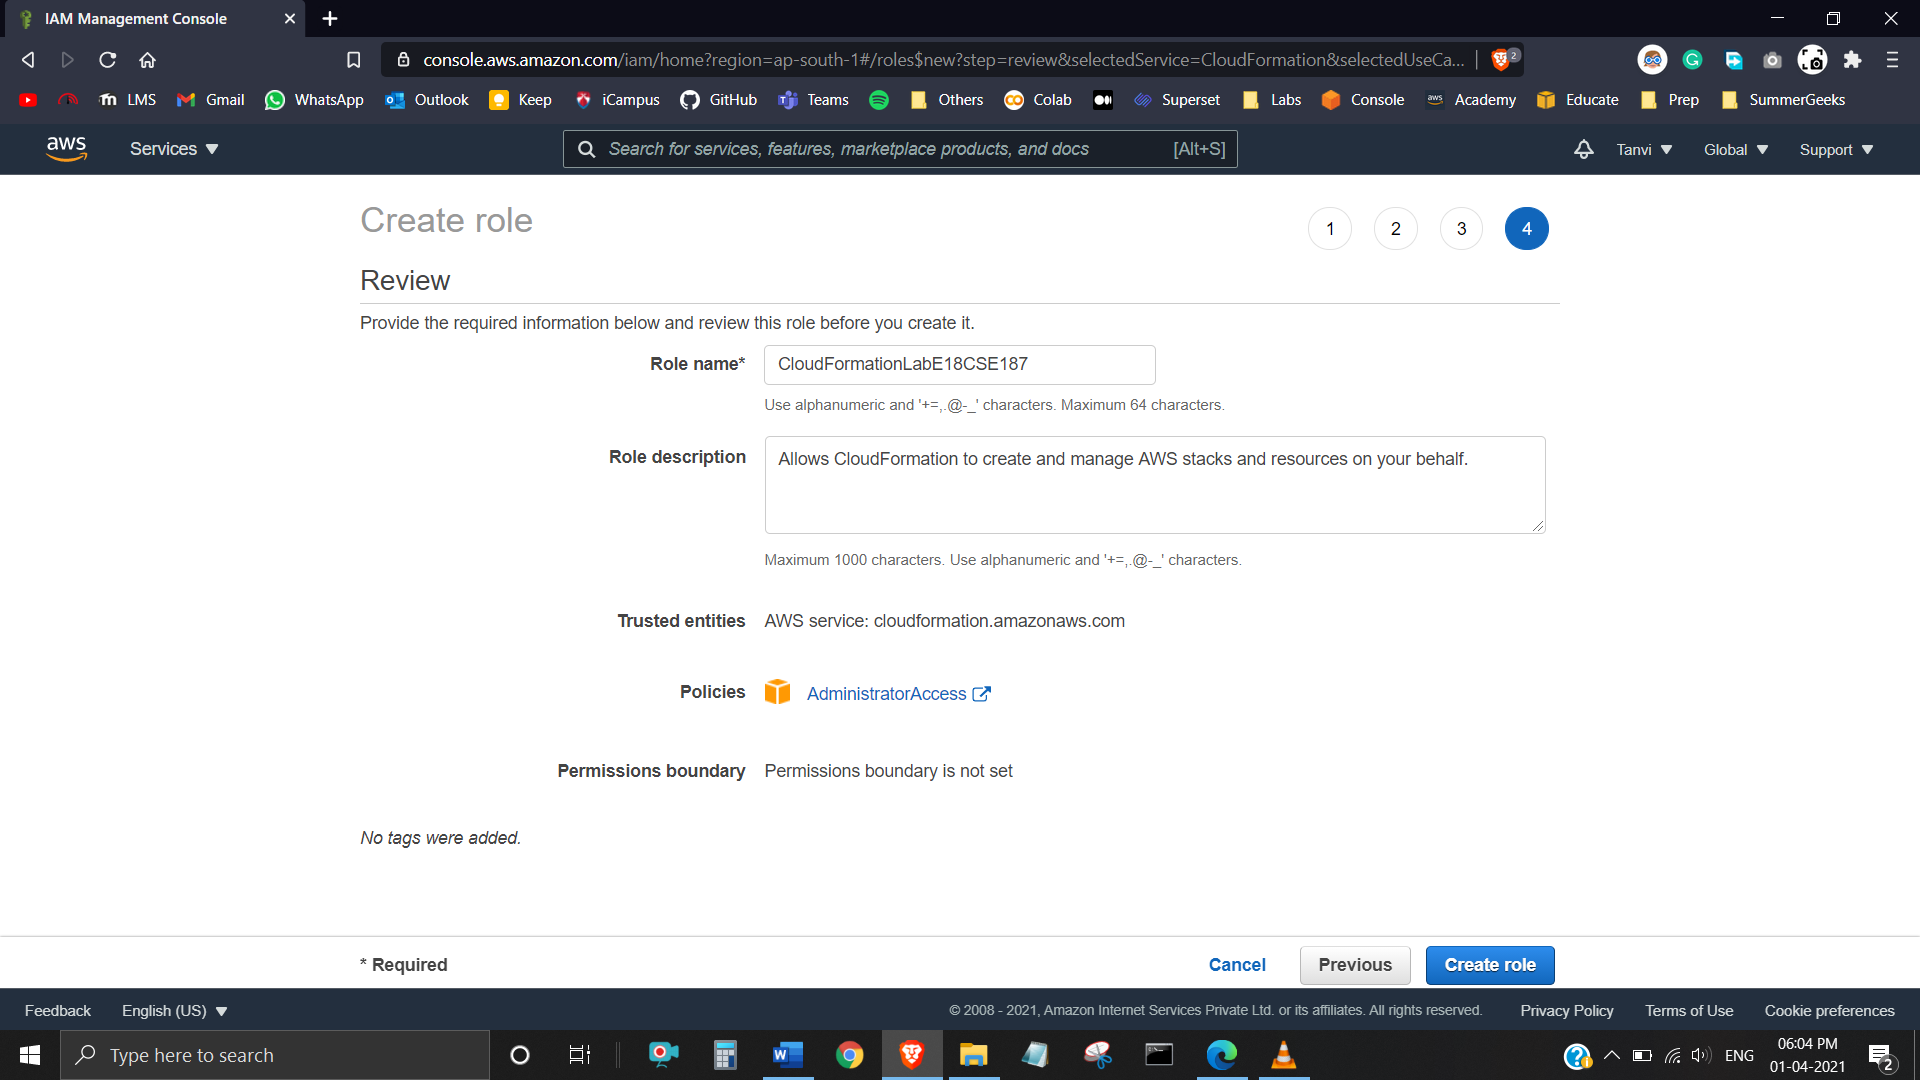 IAM Management Console
console.aws.amazon.com/iam/home?region=ap-south-1#/roles$new?step=review&selectedService=CloudFormation&selectedUseCa...
2
LMS Gmail WhatsApp Outlook Keep iCampus GitHub Teams Others Colab Superset Labs Console aws Academy Educate Prep SummerGeeks
aws Services Search for services, features, marketplace products, and docs [Alt+S] Tanvi Global Support
Create role
1 2 3 4
Review
Provide the required information below and review this role before you create it.
Role name* CloudFormationLabE18CSE187
Use alphanumeric and '+=,.@-_' characters. Maximum 64 characters.
Role description Allows CloudFormation to create and manage AWS stacks and resources on your behalf.
Maximum 1000 characters. Use alphanumeric and '+=,.@-_' characters.
Trusted entities AWS service: cloudformation.amazonaws.com
Policies AdministratorAccess
Permissions boundary Permissions boundary is not set
No tags were added.
* Required Cancel Previous Create role
Feedback English (US) © 2008 - 2021, Amazon Internet Services Private Ltd. or its affiliates. All rights reserved. Privacy Policy Terms of Use Cookie preferences
Type here to search ENG 06:04 PM
01-04-2021 2